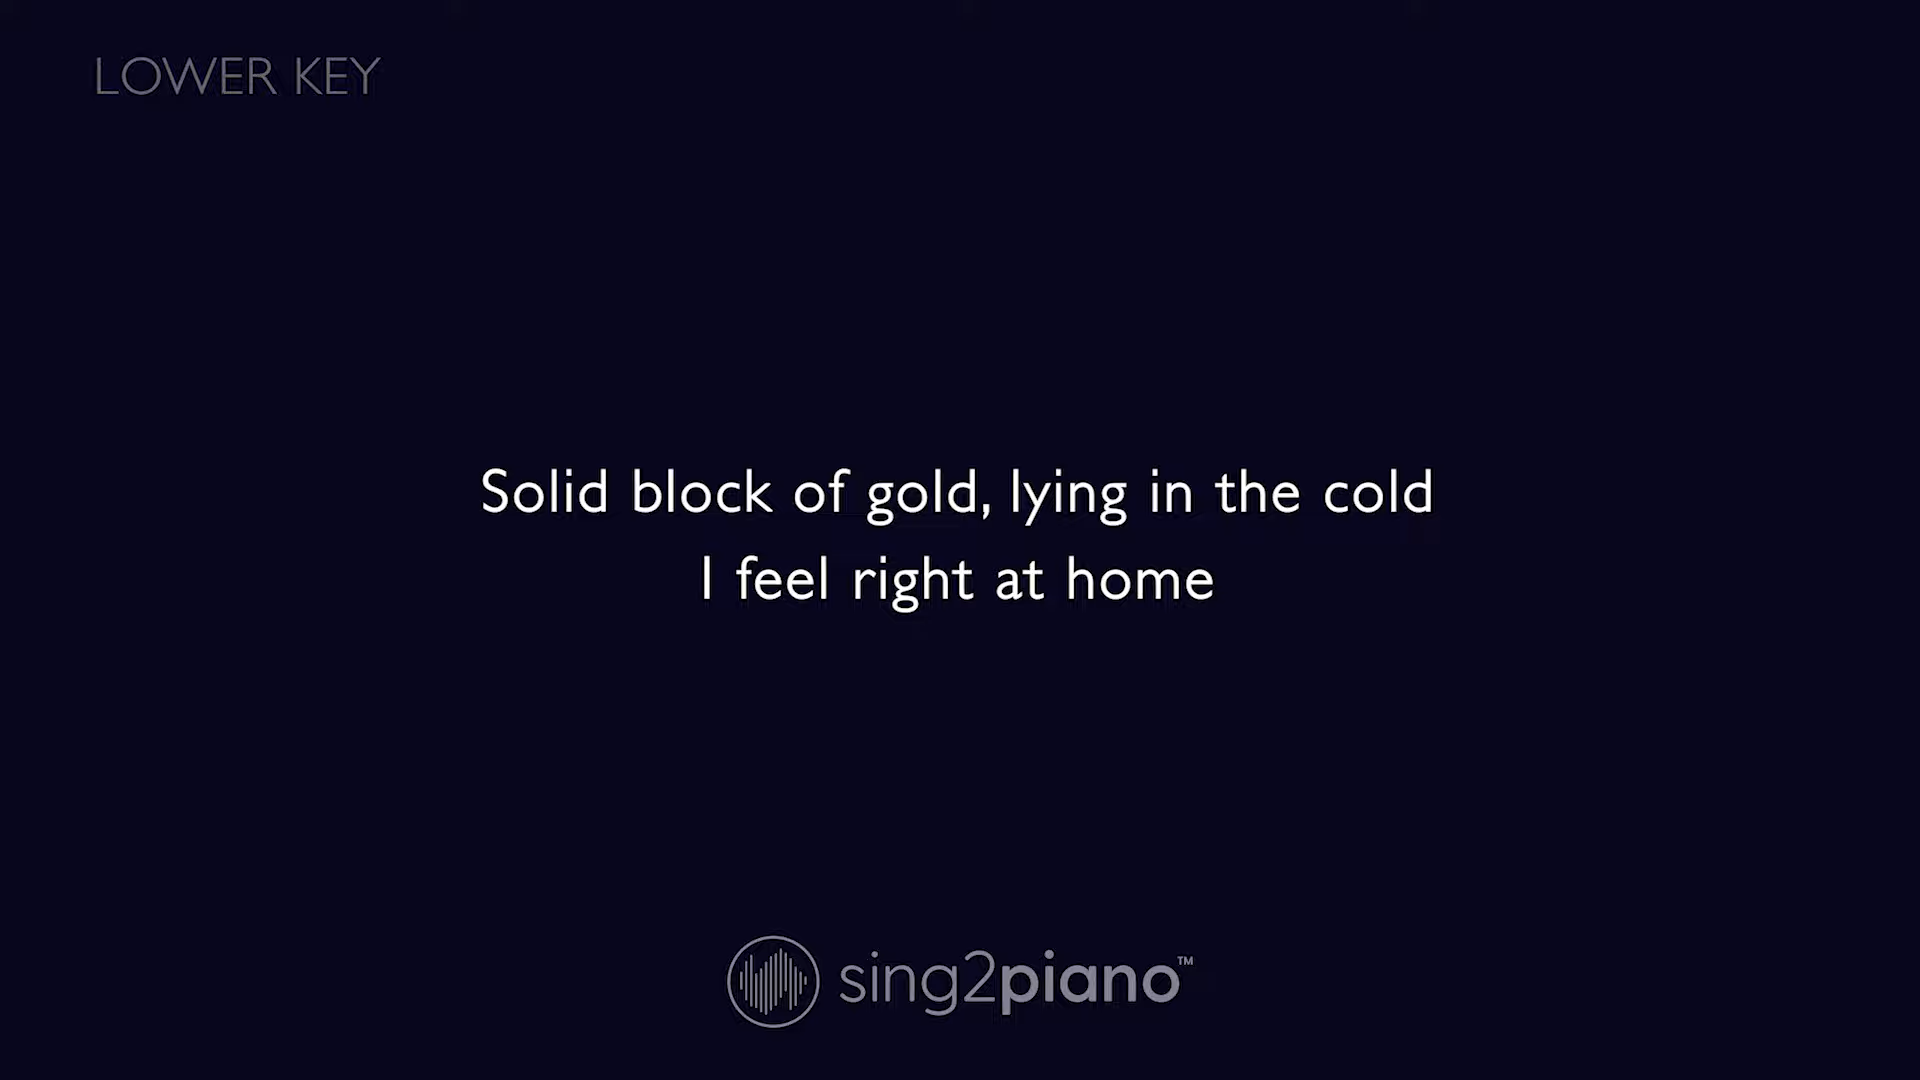 LOWER KEY
Solid block of gold, lying in the cold
I feel right at home
sing2piano™